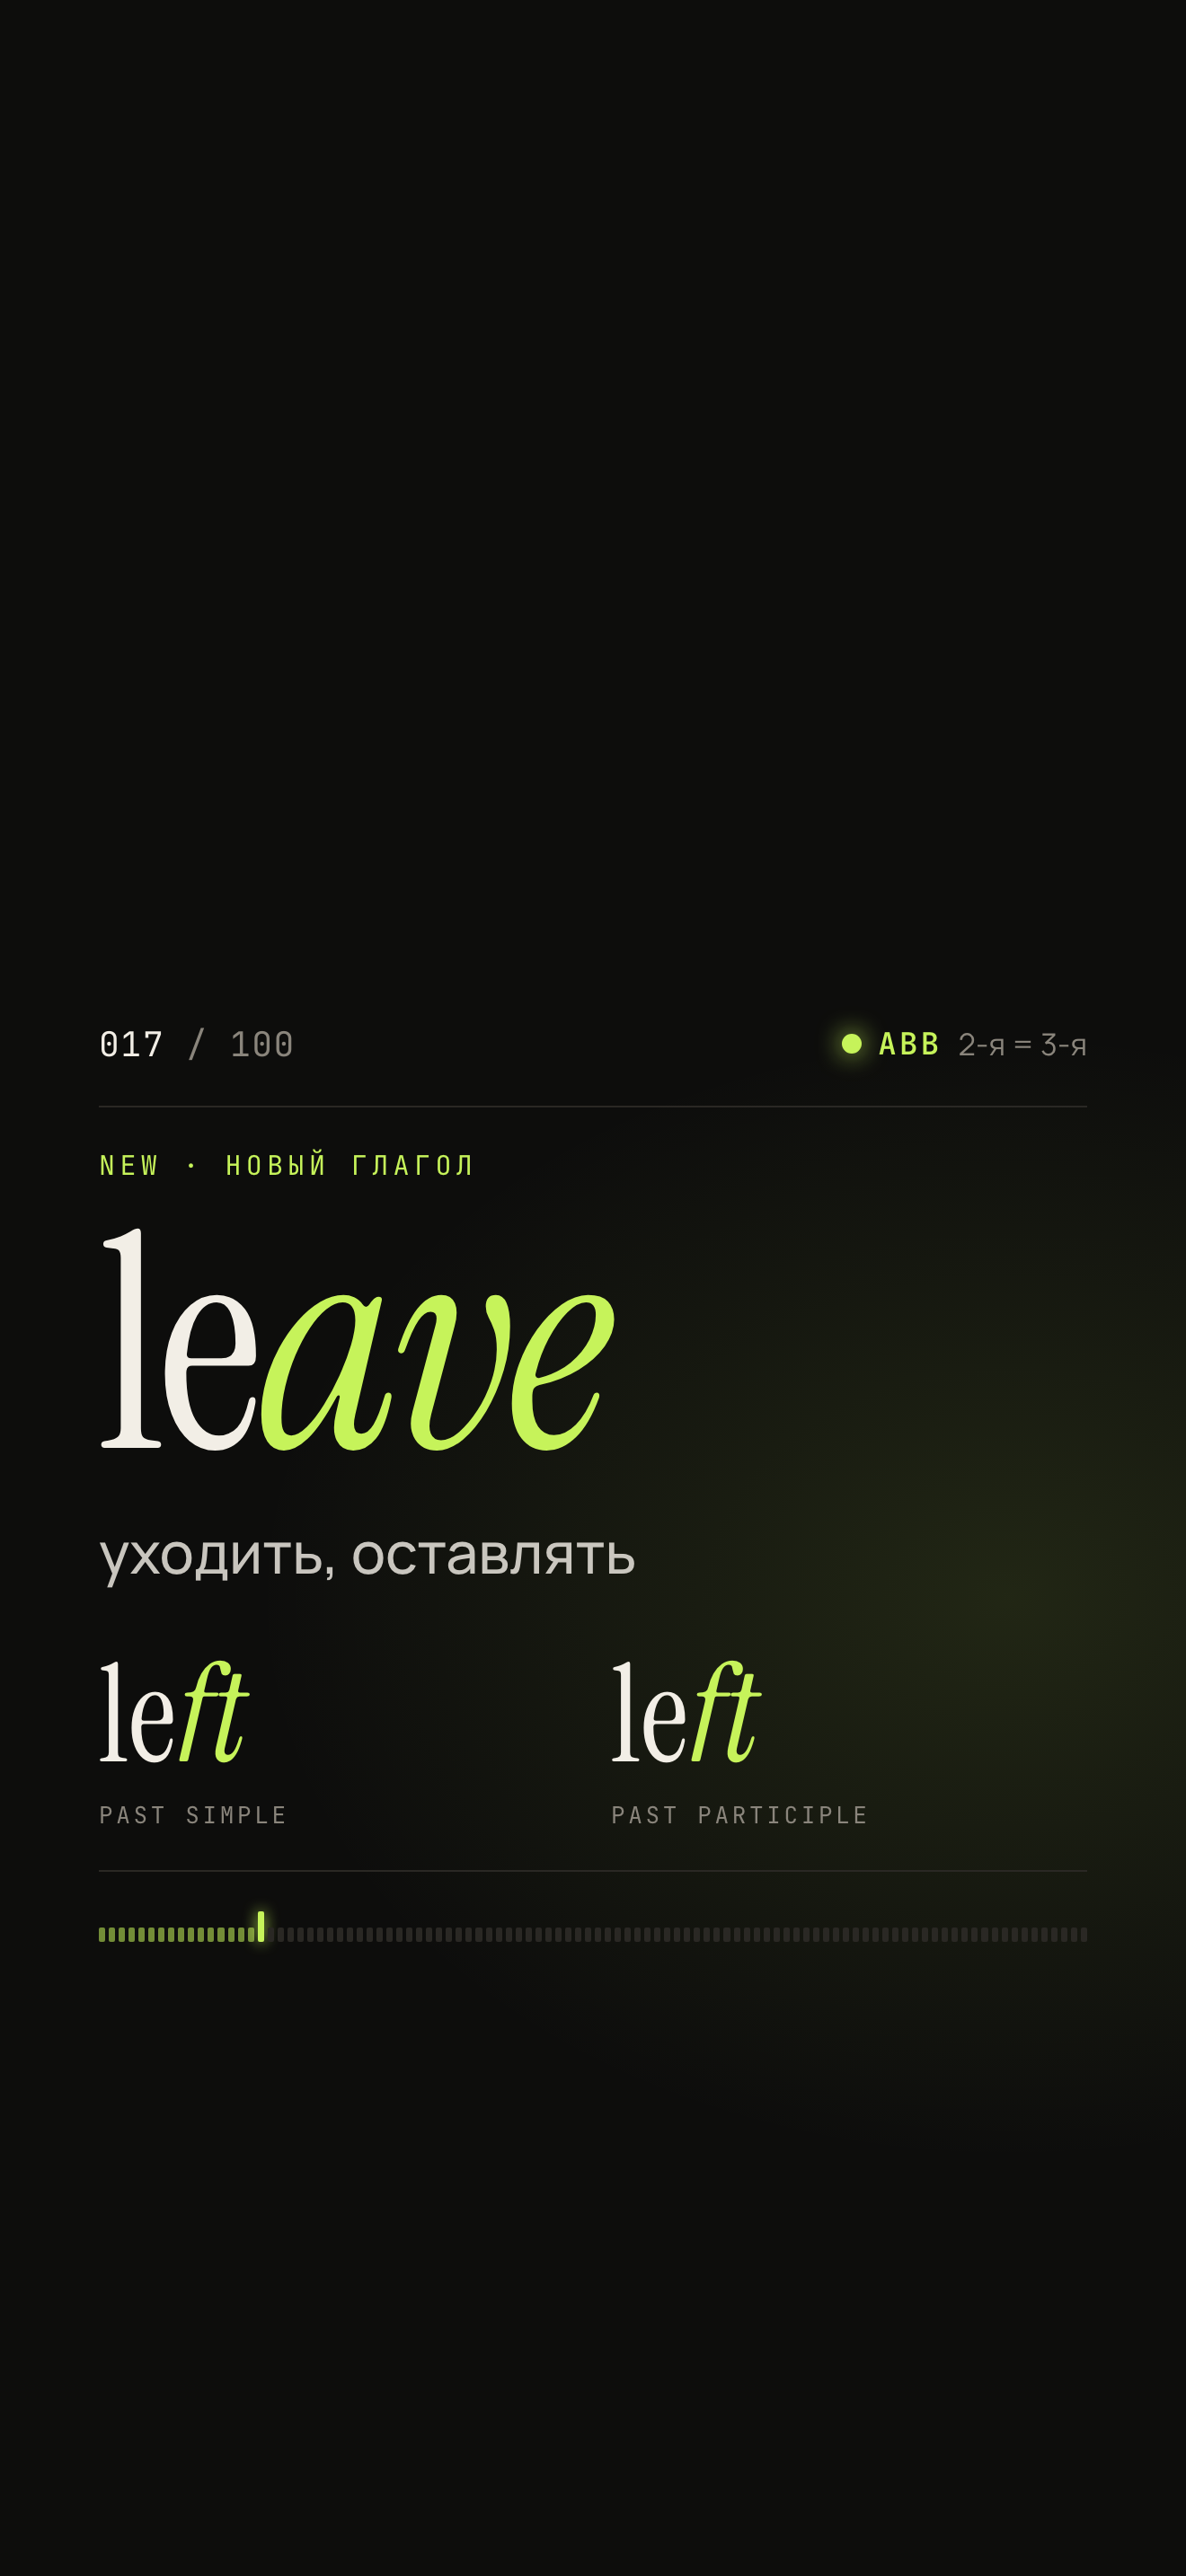 017 / 100 ABB 2-я = 3-я
NEW · НОВЫЙ ГЛАГОЛ
leave
уходить, оставлять
left left
PAST SIMPLE PAST PARTICIPLE